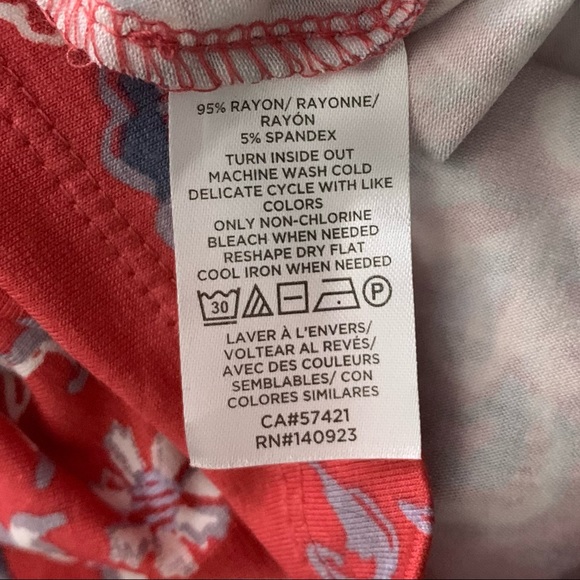 95% RAYON/ RAYONNE/
RAYÓN
5% SPANDEX
TURN INSIDE OUT
MACHINE WASH COLD
DELICATE CYCLE WITH LIKE
COLORS
ONLY NON-CHLORINE
BLEACH WHEN NEEDED
RESHAPE DRY FLAT
COOL IRON WHEN NEEDED
30 P
LAVER À L'ENVERS/
VOLTEAR AL REVÉS/
AVEC DES COULEURS
SEMBLABLES/ CON
COLORES SIMILARES
CA#57421
RN#140923